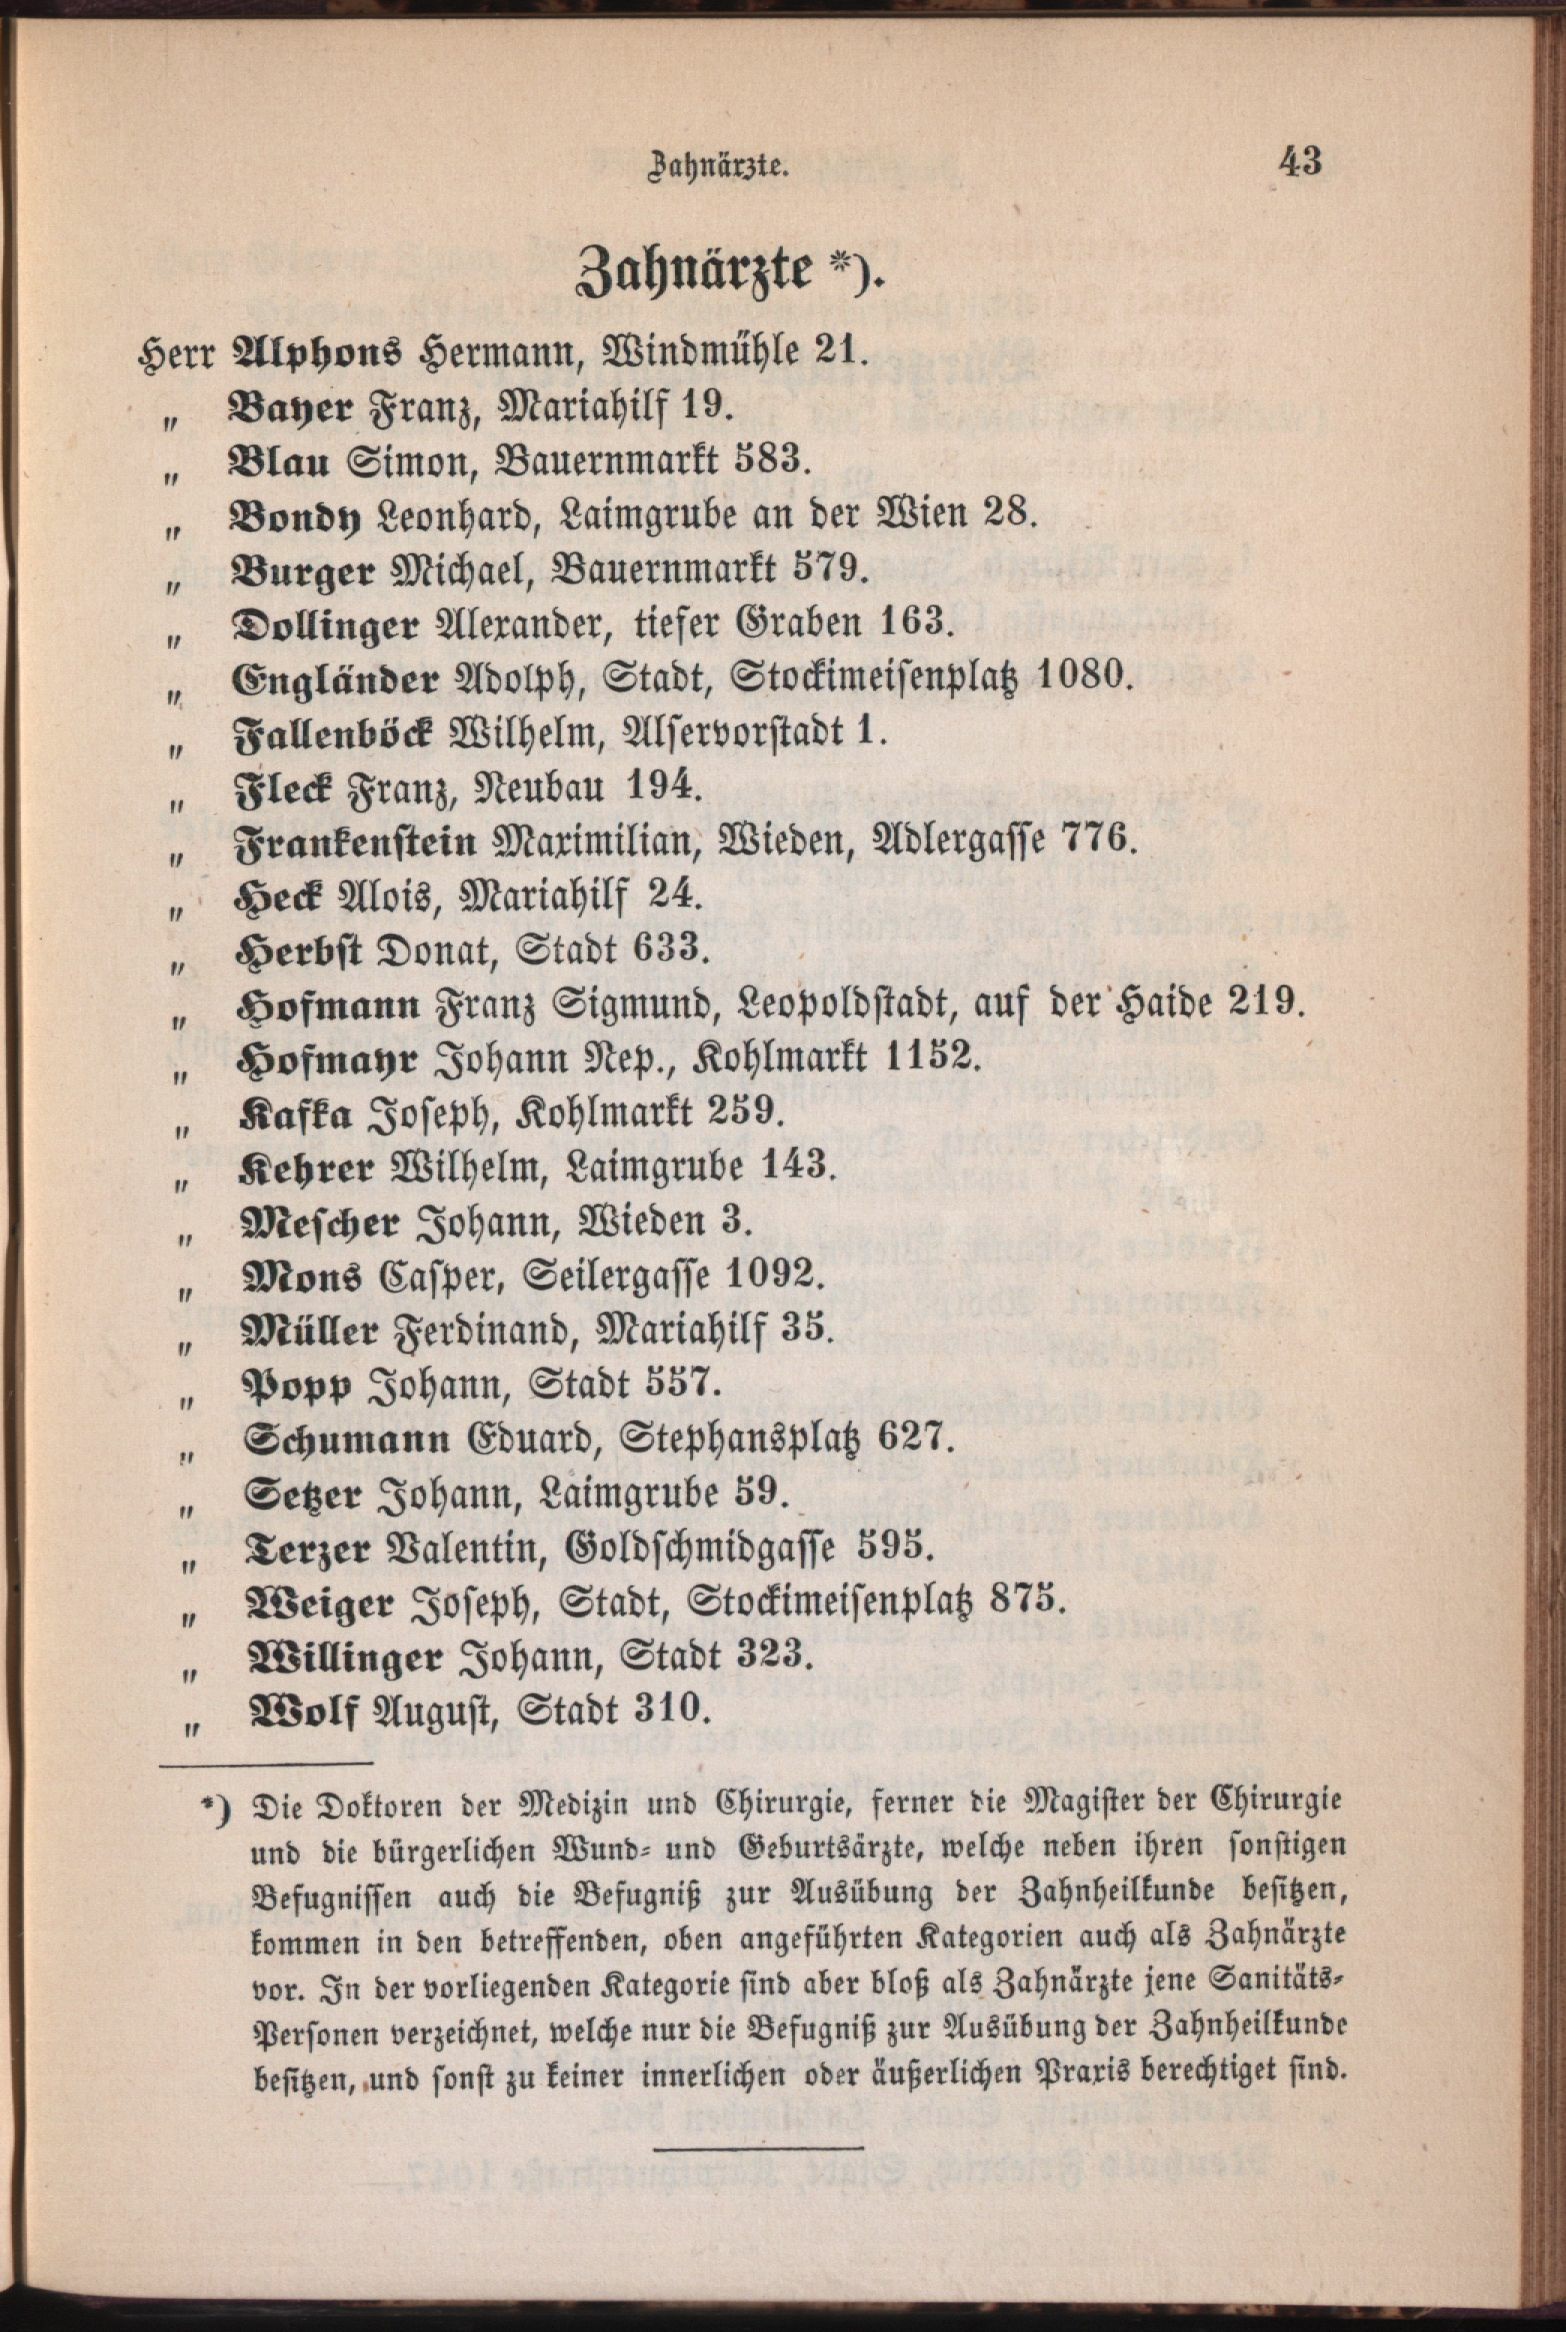 Zahnärzte. 43
Zahnärzte *).
Herr Alphons Hermann, Windmühle 21.
„ Bayer Franz, Mariahilf 19.
„ Blau Simon, Bauernmarkt 583.
„ Bondy Leonhard, Laimgrube an der Wien 28.
„ Burger Michael, Bauernmarkt 579.
„ Dollinger Alexander, tiefer Graben 163.
„ Engländer Adolph, Stadt, Stockimeisenplatz 1080.
„ Fallenböck Wilhelm, Alservorstadt 1.
„ Fleck Franz, Neubau 194.
„ Frankenstein Maximilian, Wieden, Adlergasse 776.
„ Heck Alois, Mariahilf 24.
„ Herbst Donat, Stadt 633.
„ Hofmann Franz Sigmund, Leopoldstadt, auf der Haide 219.
„ Hofmayr Johann Nep., Kohlmarkt 1152.
„ Kafka Joseph, Kohlmarkt 259.
„ Kehrer Wilhelm, Laimgrube 143.
„ Mescher Johann, Wieden 3.
„ Mons Casper, Seilergasse 1092.
„ Müller Ferdinand, Mariahilf 35.
„ Popp Johann, Stadt 557.
„ Schumann Eduard, Stephansplatz 627.
„ Setzer Johann, Laimgrube 59.
„ Terzer Valentin, Goldschmidgasse 595.
„ Weiger Joseph, Stadt, Stockimeisenplatz 875.
„ Willinger Johann, Stadt 323.
„ Wolf August, Stadt 310.
*) Die Doktoren der Medizin und Chirurgie, ferner die Magister der Chirurgie
und die bürgerlichen Wund- und Geburtsärzte, welche neben ihren sonstigen
Befugnissen auch die Befugniß zur Ausübung der Zahnheilkunde besitzen,
kommen in den betreffenden, oben angeführten Kategorien auch als Zahnärzte
vor. In der vorliegenden Kategorie sind aber bloß als Zahnärzte jene Sanitäts-
Personen verzeichnet, welche nur die Befugniß zur Ausübung der Zahnheilkunde
besitzen, und sonst zu keiner innerlichen oder äußerlichen Praxis berechtiget sind.